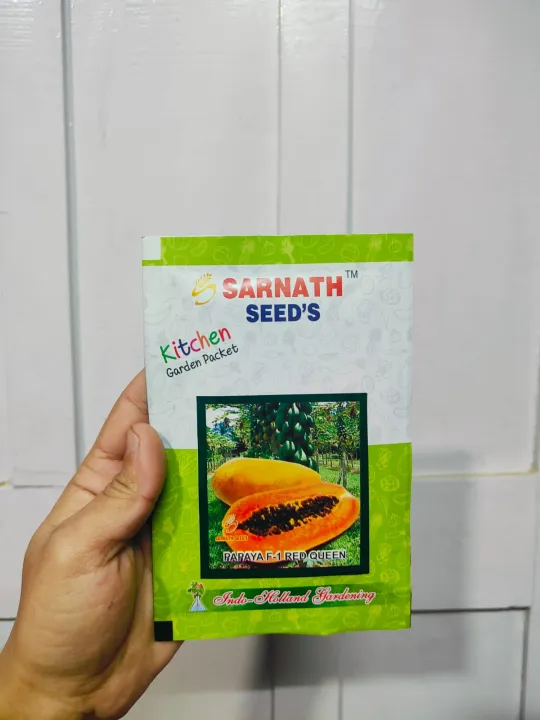 SARNATH™
SEED'S
Kitchen
Garden Packet
PAPAYA F-1 RED QUEEN
Indo-Holland Gardening